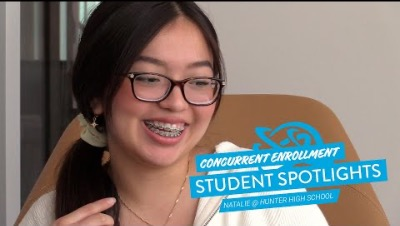 CONCURRENT ENROLLMENT
STUDENT SPOTLIGHTS
NATALIE @ HUNTER HIGH SCHOOL